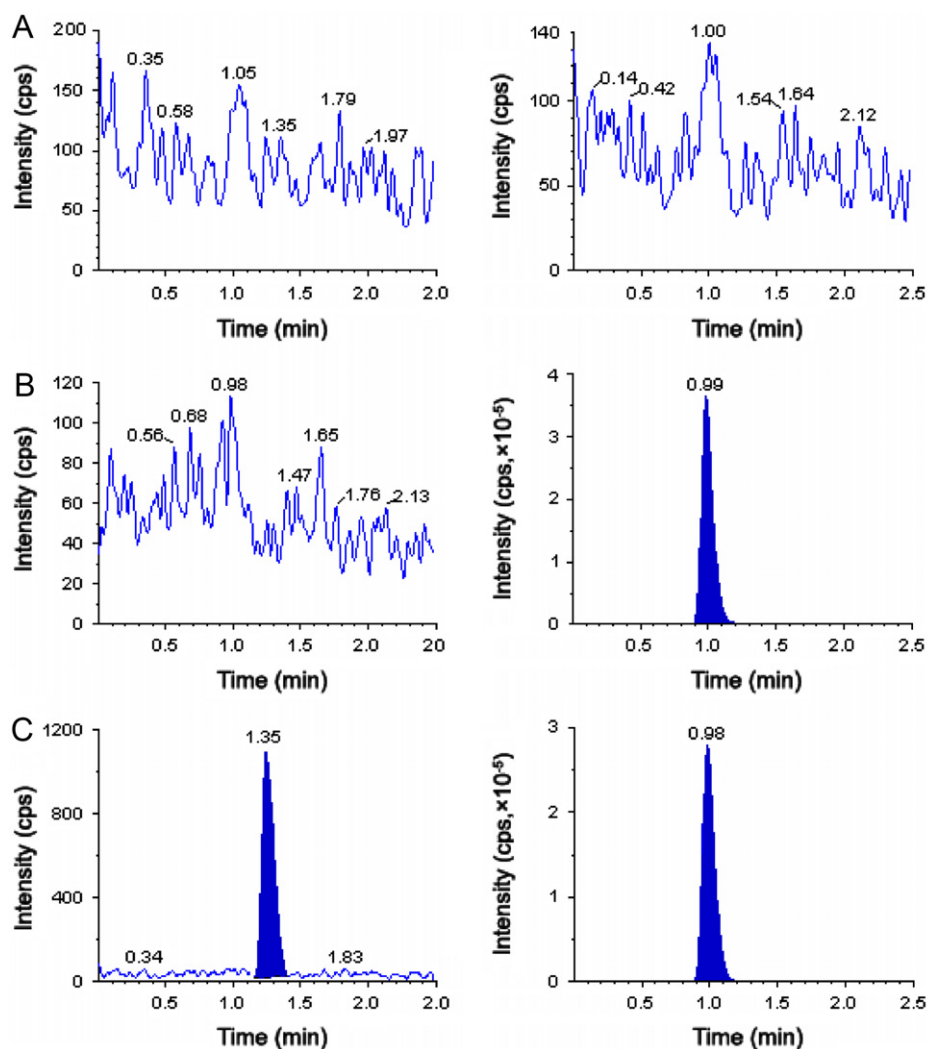 A
200
150
100
50
0
Intensity (cps)
0.35
0.58
1.05
1.35
1.79
1.97
0.5 1.0 1.5 2.0 2.0
Time (min)
140
100
50
0
Intensity (cps)
0.14
0.42
1.00
1.54
1.64
2.12
0.5 1.0 1.5 2.0 2.5
Time (min)
B
120
100
80
60
40
20
0
Intensity (cps)
0.56
0.68
0.98
1.47
1.65
1.76
2.13
0.5 1.0 1.5 2.0 20
Time (min)
4
3
2
1
0
Intensity (cps,×10⁻⁵)
0.99
0.5 1.0 1.5 2.0 2.5
Time (min)
C
1200
800
400
0
Intensity (cps)
0.34
1.35
1.83
0.5 1.0 1.5 2.0 2.0
Time (min)
3
2
1
0
Intensity (cps,×10⁻⁵)
0.98
0.5 1.0 1.5 2.0 2.5
Time (min)